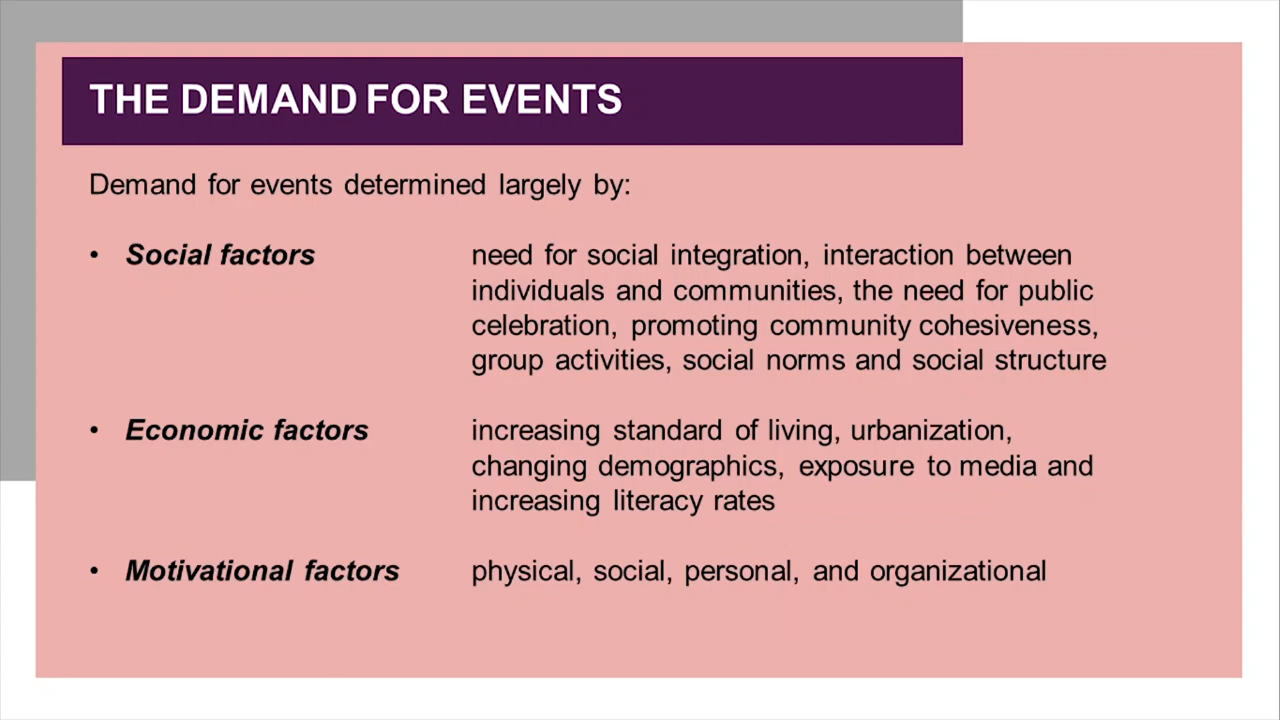 THE DEMAND FOR EVENTS
Demand for events determined largely by:
• Social factors need for social integration, interaction between
individuals and communities, the need for public
celebration, promoting community cohesiveness,
group activities, social norms and social structure
• Economic factors increasing standard of living, urbanization,
changing demographics, exposure to media and
increasing literacy rates
• Motivational factors physical, social, personal, and organizational